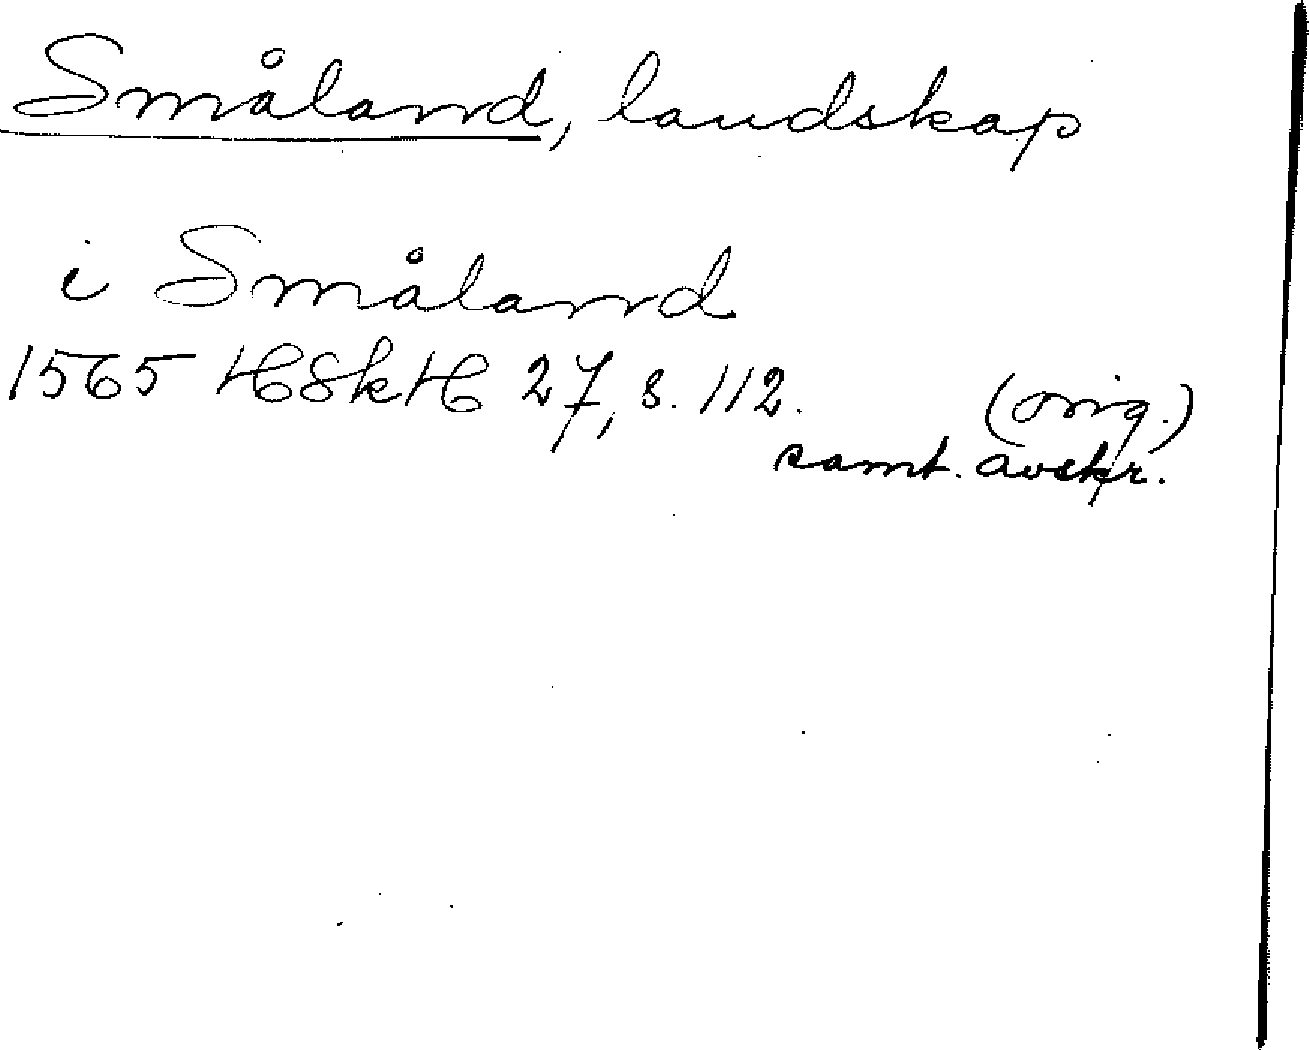 Småland, landskap
i Småland
1565 HSkH 27, s. 112. (orig.)
samt. avskr.